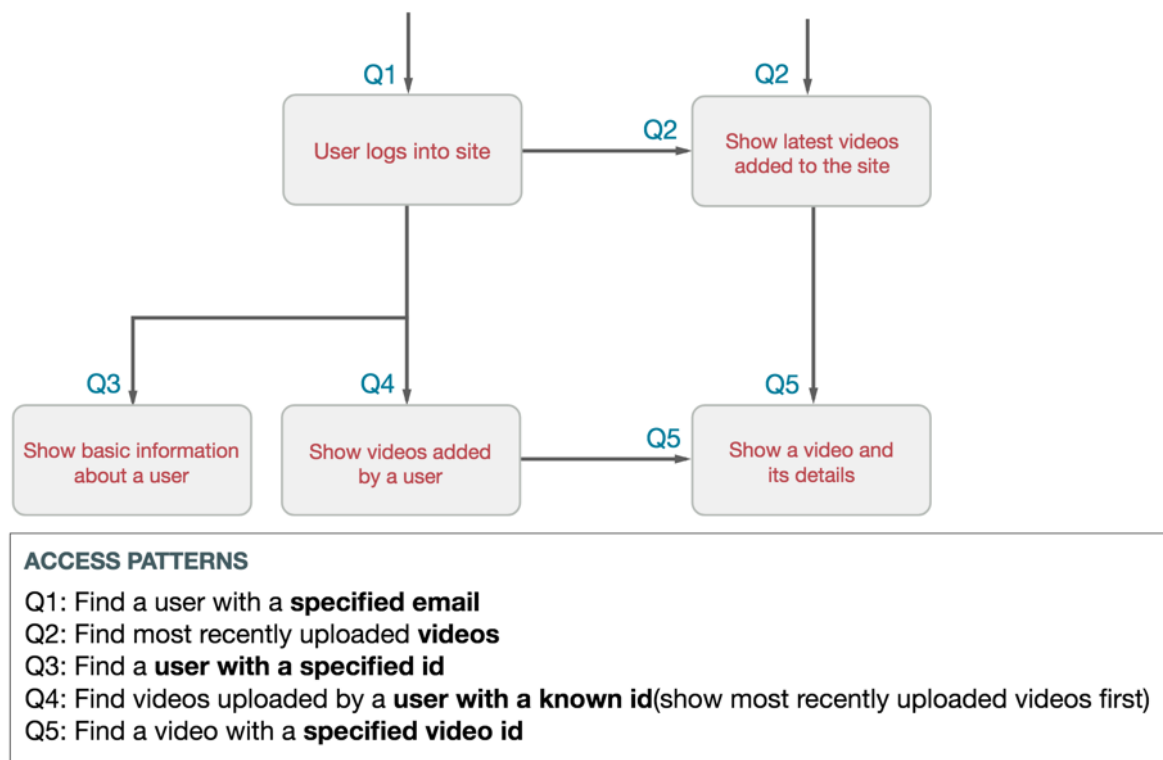 Q1
Q2
User logs into site
Q2
Show latest videos
added to the site
Q3
Q4
Q5
Show basic information
about a user
Show videos added
by a user
Q5
Show a video and
its details
ACCESS PATTERNS
Q1: Find a user with a specified email
Q2: Find most recently uploaded videos
Q3: Find a user with a specified id
Q4: Find videos uploaded by a user with a known id(show most recently uploaded videos first)
Q5: Find a video with a specified video id